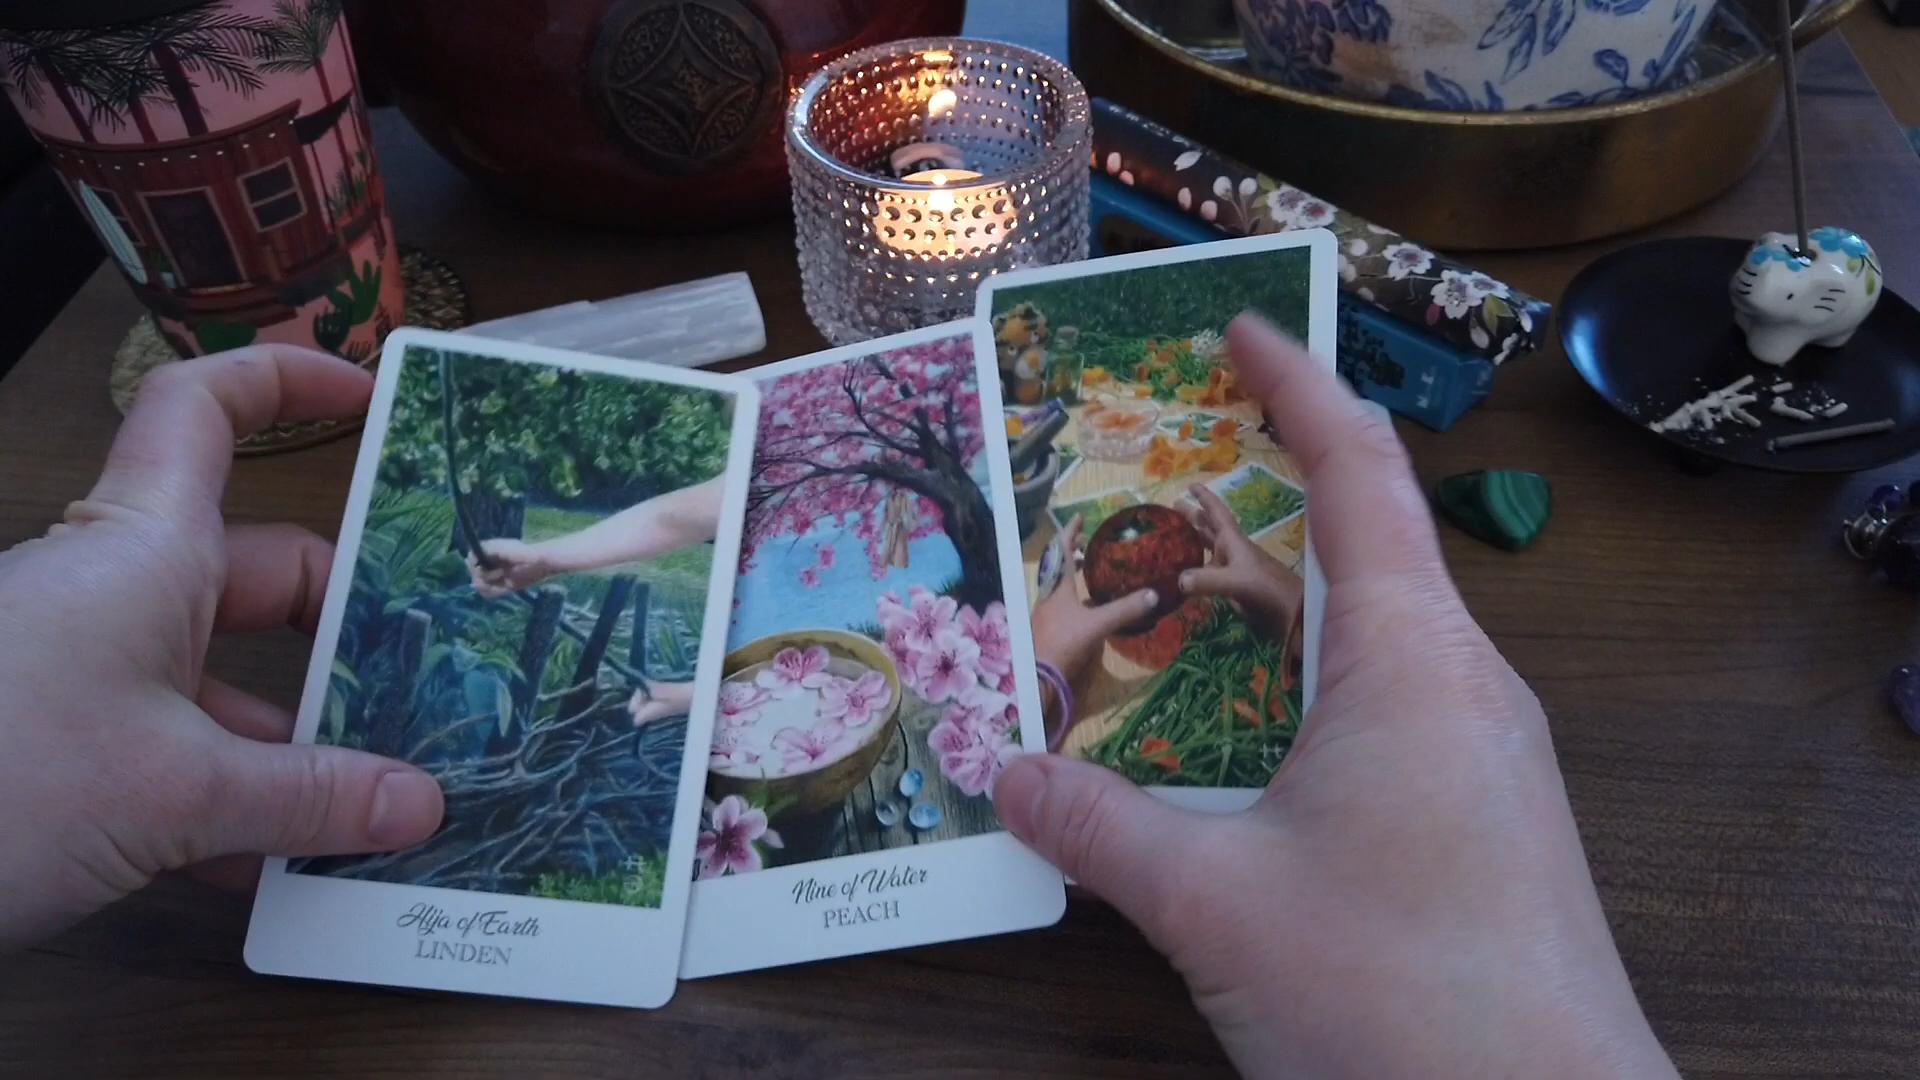 Hija of Earth
LINDEN
Nine of Water
PEACH